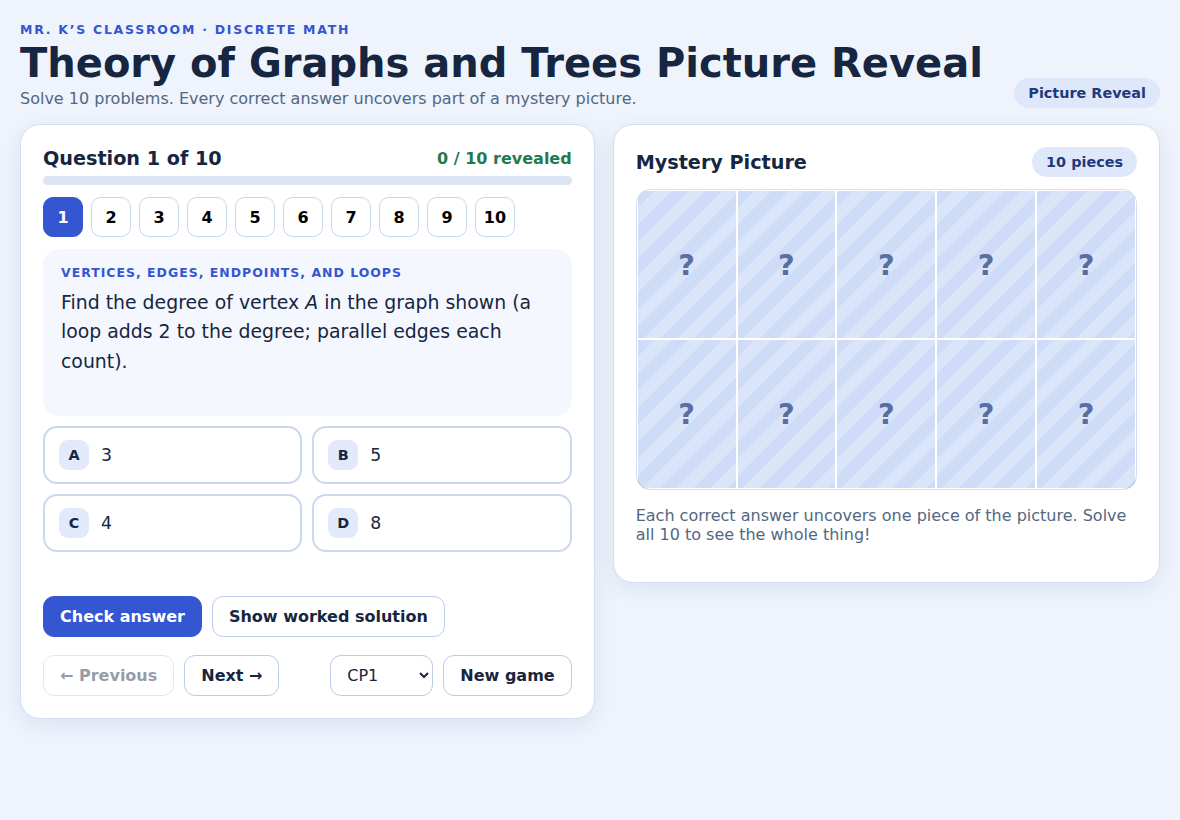 MR. K’S CLASSROOM · DISCRETE MATH
Theory of Graphs and Trees Picture Reveal
Solve 10 problems. Every correct answer uncovers part of a mystery picture.
Picture Reveal
Question 1 of 10
0 / 10 revealed
1 2 3 4 5 6 7 8 9 10
VERTICES, EDGES, ENDPOINTS, AND LOOPS
Find the degree of vertex A in the graph shown (a
loop adds 2 to the degree; parallel edges each
count).
A 3
B 5
C 4
D 8
Check answer
Show worked solution
← Previous
Next →
CP1
New game
Mystery Picture
10 pieces
? ? ? ? ?
? ? ? ? ?
Each correct answer uncovers one piece of the picture. Solve
all 10 to see the whole thing!